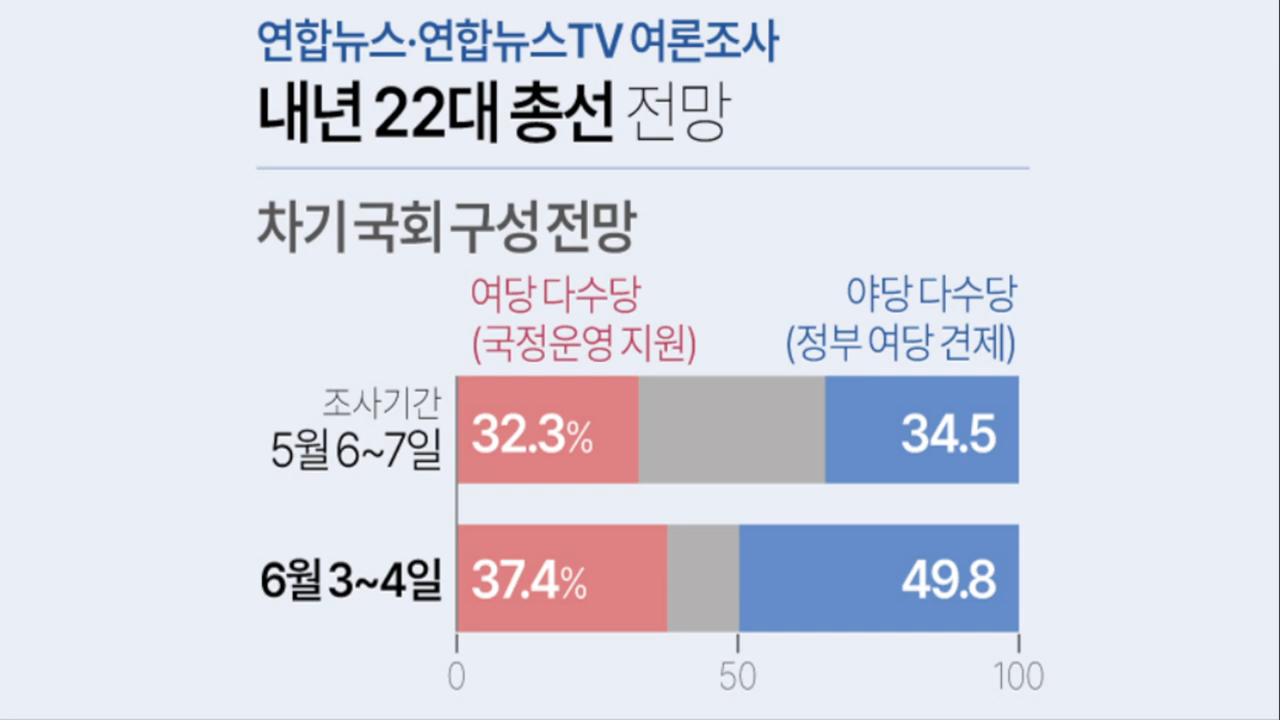 연합뉴스·연합뉴스TV 여론조사
내년 22대 총선 전망
차기 국회 구성 전망
여당 다수당
(국정운영 지원)
야당 다수당
(정부 여당 견제)
조사기간
5월 6~7일
32.3%
34.5
6월 3~4일
37.4%
49.8
0 50 100